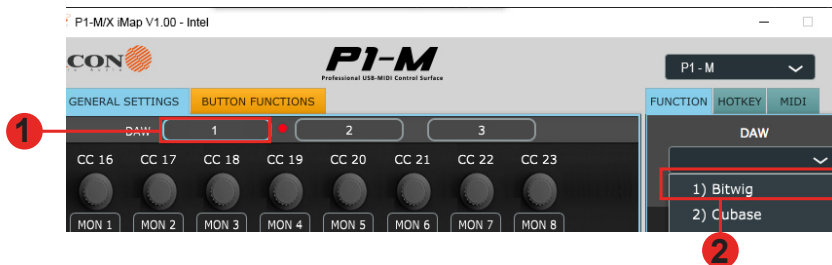 P1-M/X iMap V1.00 - Intel
CON
P1-M
Professional USB-MIDI Control Surface
P1 - M
GENERAL SETTINGS BUTTON FUNCTIONS
FUNCTION HOTKEY MIDI
1 DAW 1 2 3
DAW
CC 16 CC 17 CC 18 CC 19 CC 20 CC 21 CC 22 CC 23
1) Bitwig
MON 1 MON 2 MON 3 MON 4 MON 5 MON 6 MON 7 MON 8
2) Cubase
2